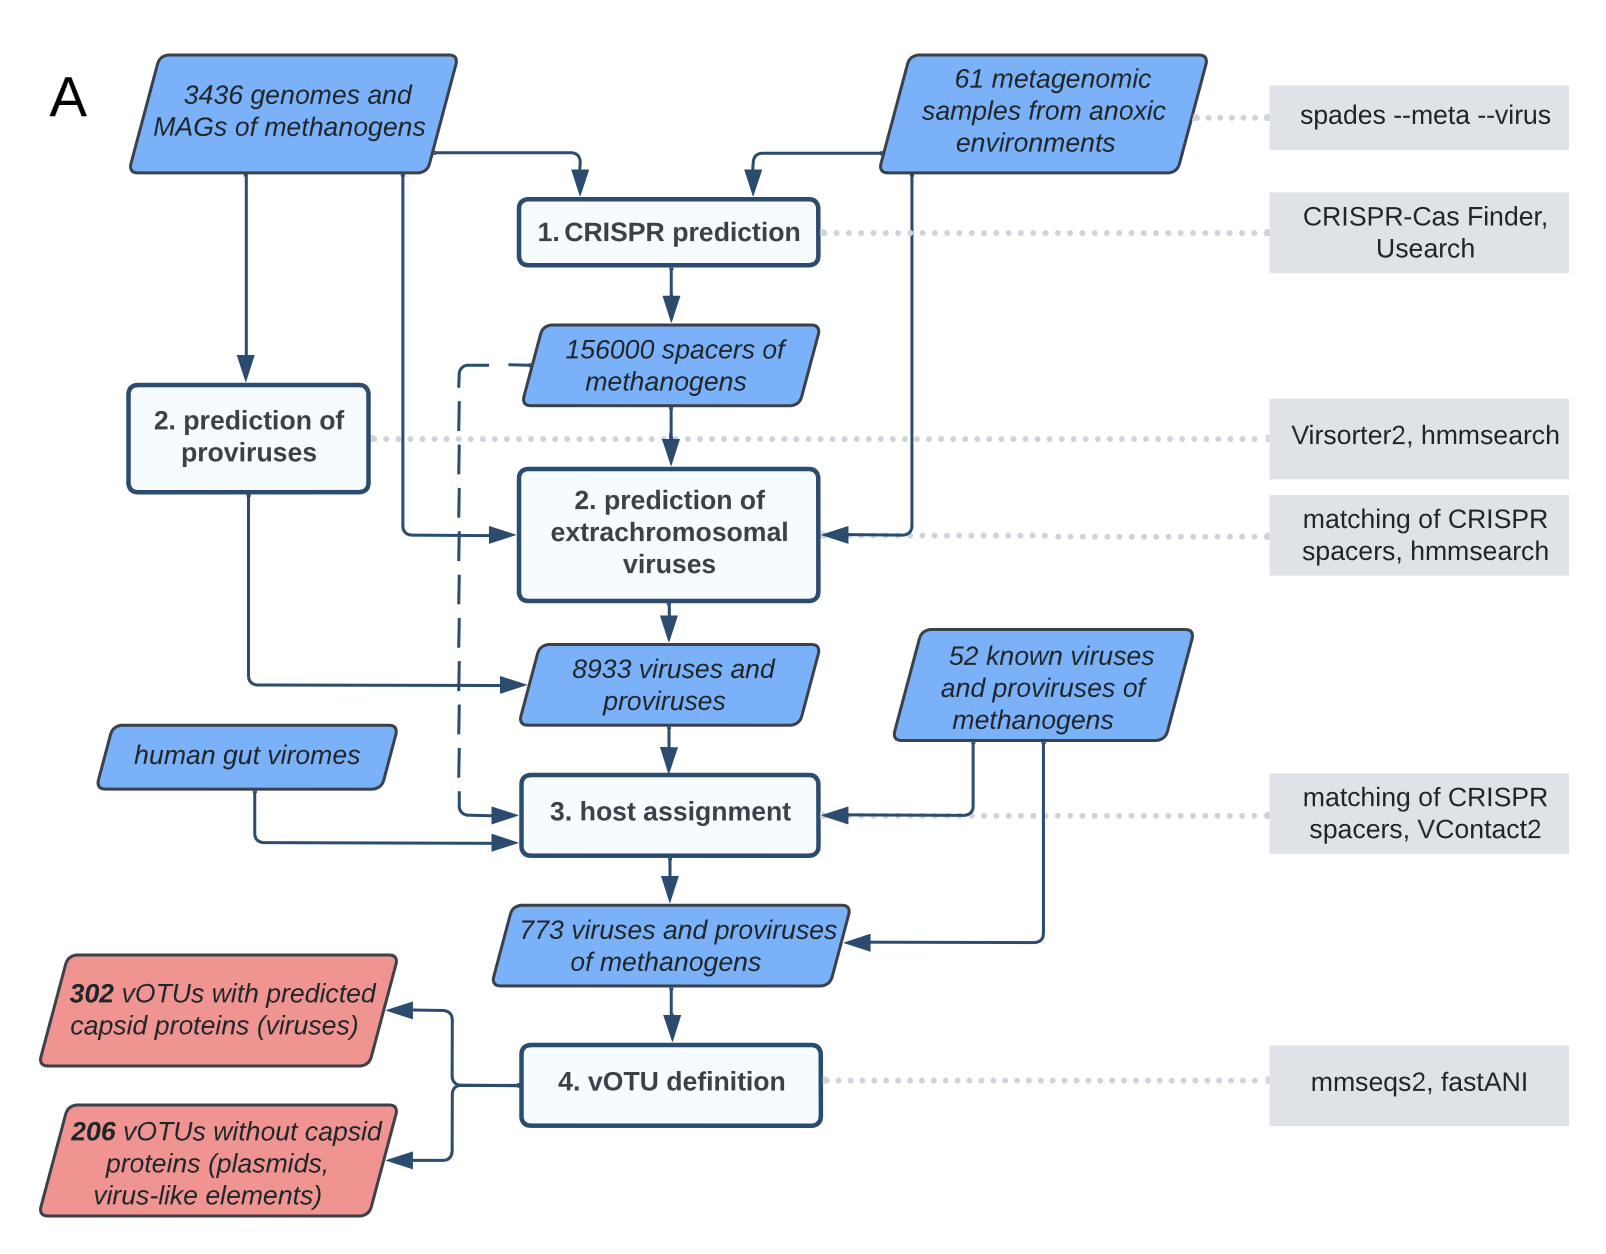 A
3436 genomes and
MAGs of methanogens
61 metagenomic
samples from anoxic
environments
spades --meta --virus
1. CRISPR prediction
CRISPR-Cas Finder,
Usearch
156000 spacers of
methanogens
2. prediction of
proviruses
Virsorter2, hmmsearch
2. prediction of
extrachromosomal
viruses
matching of CRISPR
spacers, hmmsearch
8933 viruses and
proviruses
52 known viruses
and proviruses of
methanogens
human gut viromes
3. host assignment
matching of CRISPR
spacers, VContact2
773 viruses and proviruses
of methanogens
302 vOTUs with predicted
capsid proteins (viruses)
4. vOTU definition
mmseqs2, fastANI
206 vOTUs without capsid
proteins (plasmids,
virus-like elements)